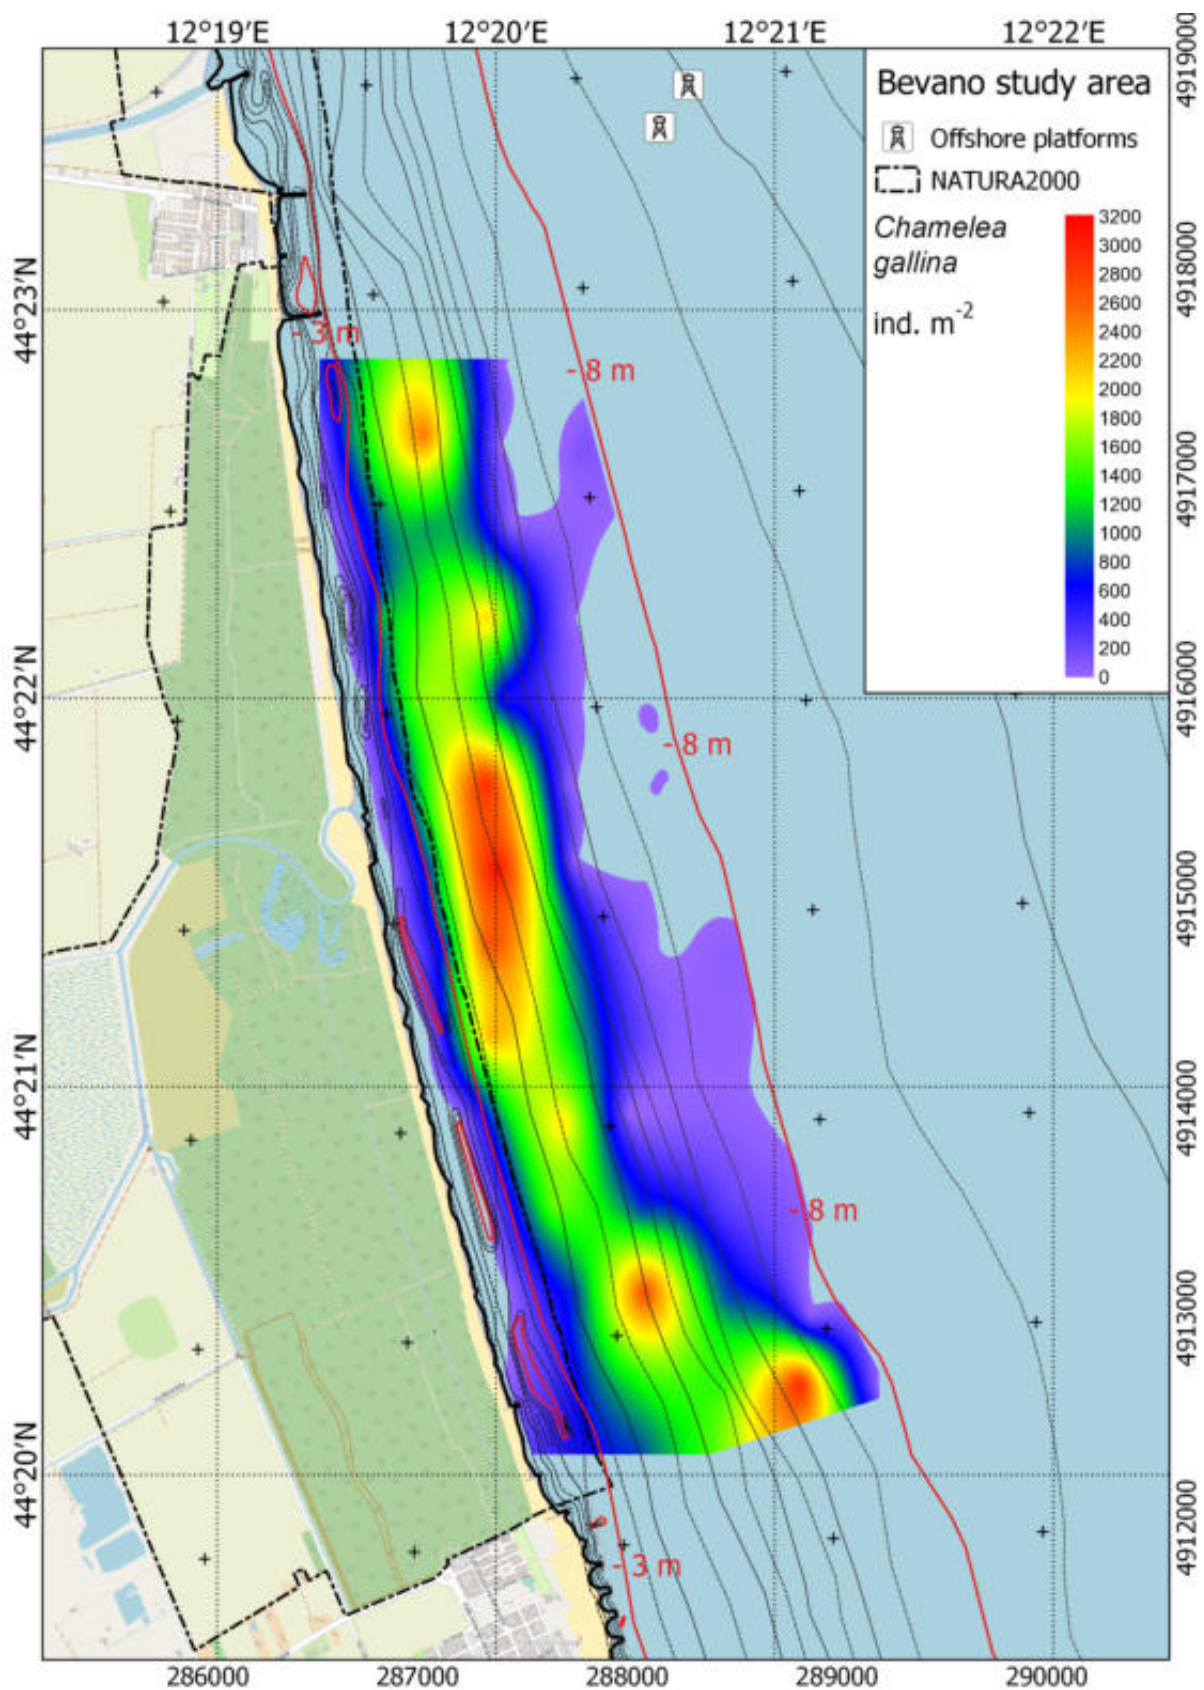 12°19′E 12°20′E 12°21′E 12°22′E
4919000
Bevano study area
Offshore platforms
NATURA2000
Chamelea
gallina
ind. m-2
3200
3000
2800
2600
2400
2200
2000
1800
1600
1400
1200
1000
800
600
400
200
0
4918000
44°23′N
- 3 m
- 8 m
4917000
44°22′N
4916000
- 8 m
4915000
44°21′N
4914000
- 8 m
4913000
44°20′N
4912000
- 3 m
286000 287000 288000 289000 290000